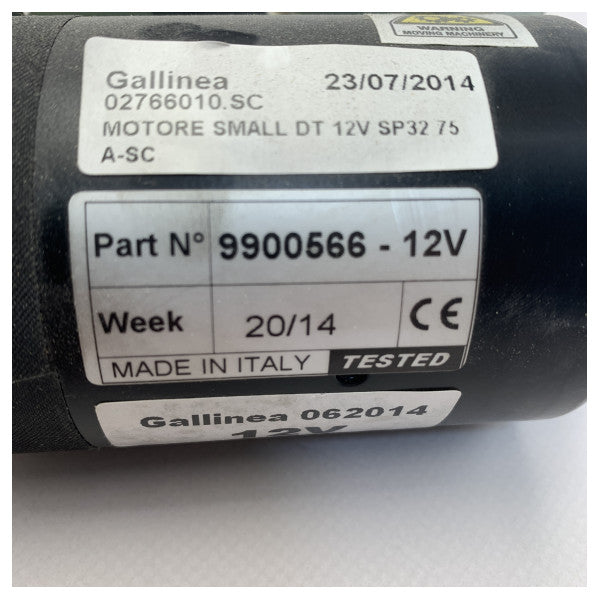 WARNING
MOVING MACHINERY
Gallinea 23/07/2014
02766010.SC
MOTORE SMALL DT 12V SP32 75
A-SC
Part N° 9900566 - 12V
Week 20/14 CE
MADE IN ITALY TESTED
Gallinea 062014
12V